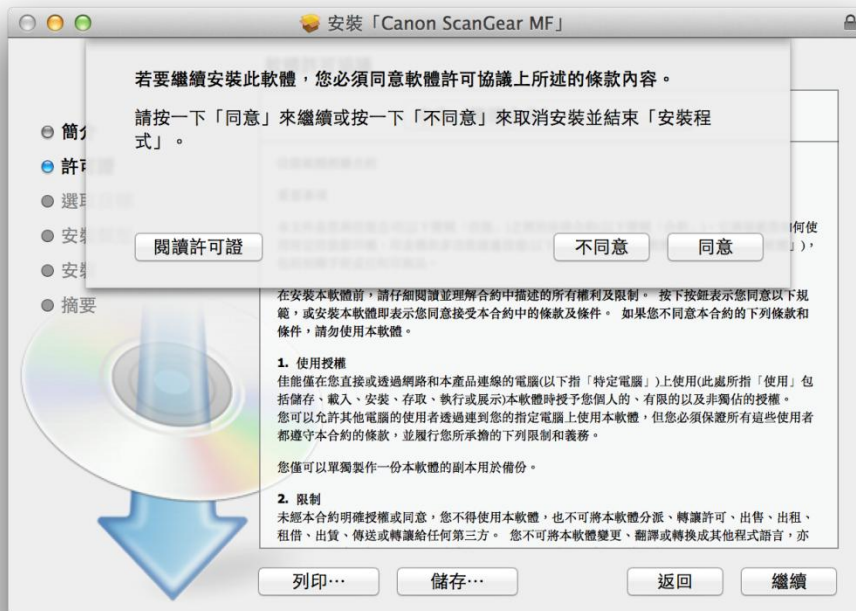 安裝「Canon ScanGear MF」
若要繼續安裝此軟體，您必須同意軟體許可協議上所述的條款內容。
請按一下「同意」來繼續或按一下「不同意」來取消安裝並結束「安裝程
式」。
閱讀許可證
不同意
同意
簡介
許可
選取
安裝
安裝
摘要
何使
」)，
在安裝本軟體前，請仔細閱讀並理解合約中描述的所有權利及限制。 按下按鈕表示您同意以下規
範，或安裝本軟體即表示您同意接受本合約中的條款及條件。 如果您不同意本合約的下列條款和
條件，請勿使用本軟體。
1. 使用授權
佳能僅在您直接或透過網路和本產品連線的電腦(以下指「特定電腦」)上使用(此處所指「使用」包
括儲存、載入、安裝、存取、執行或展示)本軟體時授予您個人的、有限的以及非獨佔的授權。
您可以允許其他電腦的使用者透過連到您的指定電腦上使用本軟體，但您必須保證所有這些使用者
都遵守本合約的條款，並履行您所承擔的下列限制和義務。
您僅可以單獨製作一份本軟體的副本用於備份。
2. 限制
未經本合約明確授權或同意，您不得使用本軟體，也不可將本軟體分派、轉讓許可、出售、出租、
租借、出賃、傳送或轉讓給任何第三方。 您不可將本軟體變更、翻譯或轉換成其他程式語言，亦
列印…
儲存…
返回
繼續